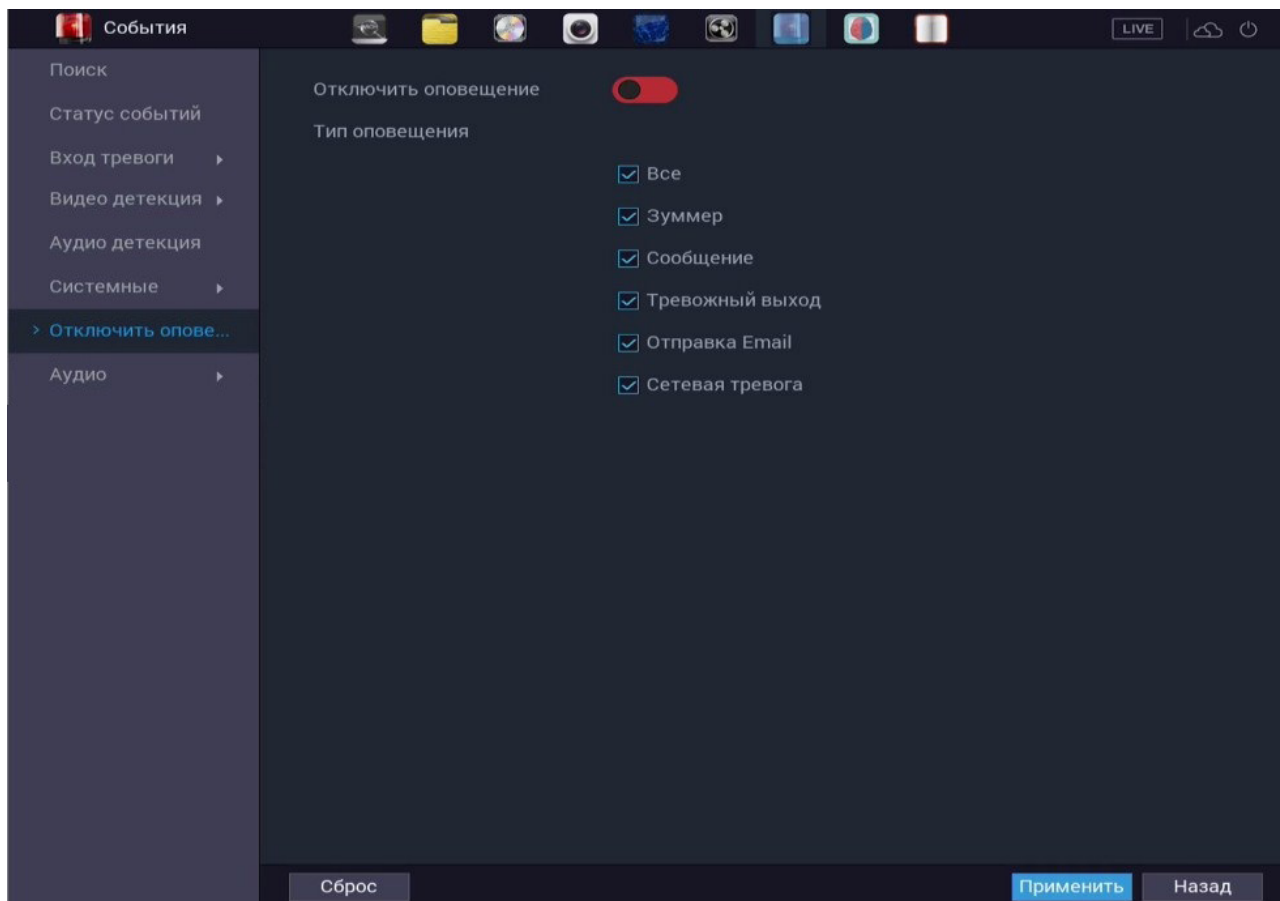 События
LIVE
Поиск
Статус событий
Вход тревоги
Видео детекция
Аудио детекция
Системные
> Отключить опове...
Аудио
Отключить оповещение
Тип оповещения
Все
Зуммер
Сообщение
Тревожный выход
Отправка Email
Сетевая тревога
Сброс
Применить
Назад